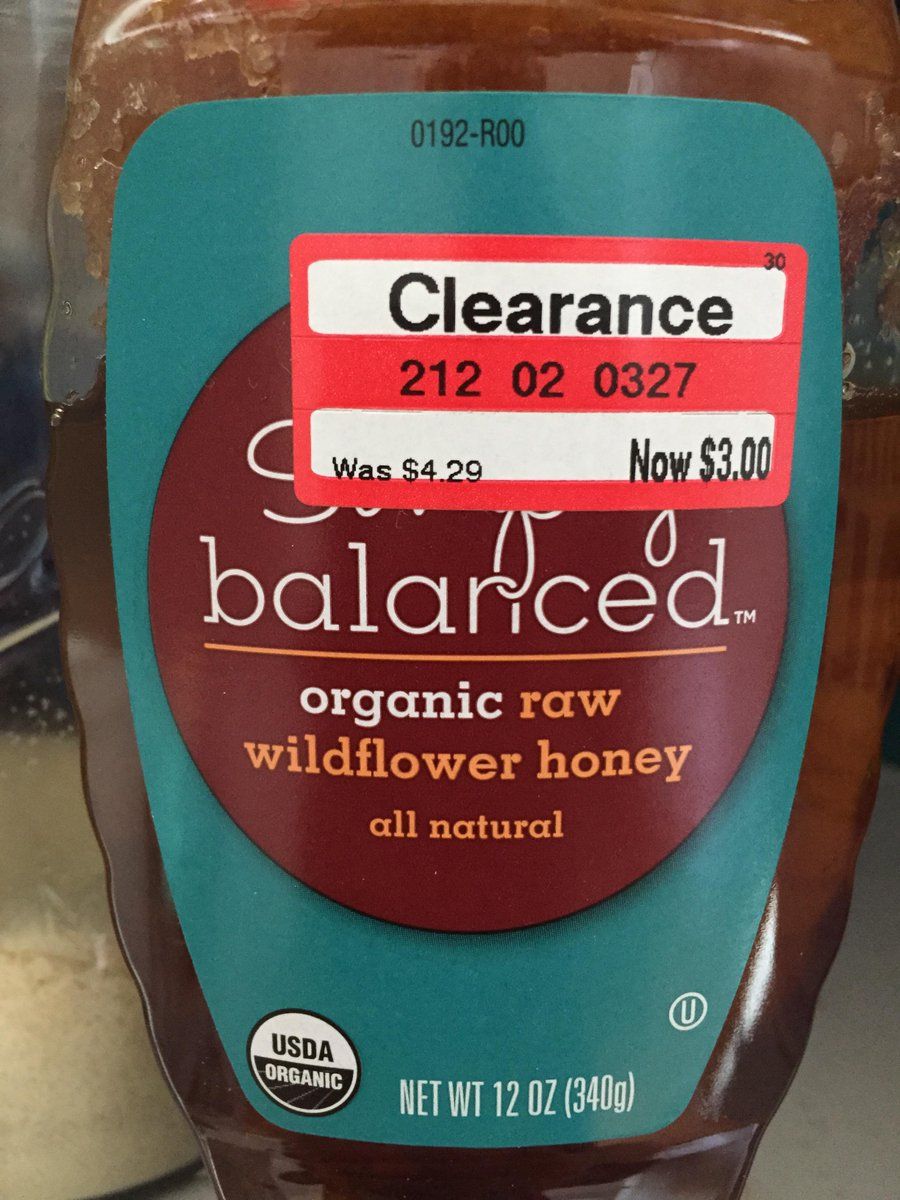 0192-R00
30
Clearance
212 02 0327
Was $4.29 Now $3.00
balanced™
organic raw
wildflower honey
all natural
U
USDA
ORGANIC
NET WT 12 OZ (340g)